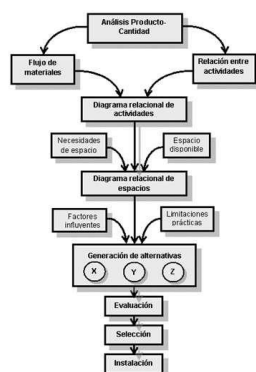 Análisis Producto-
Cantidad
Flujo de
materiales
Relación entre
actividades
Diagrama relacional de
actividades
Necesidades
de espacio
Espacio
disponible
Diagrama relacional de
espacios
Factores
influyentes
Limitaciones
prácticas
Generación de alternativas
X Y Z
Evaluación
Selección
Instalación